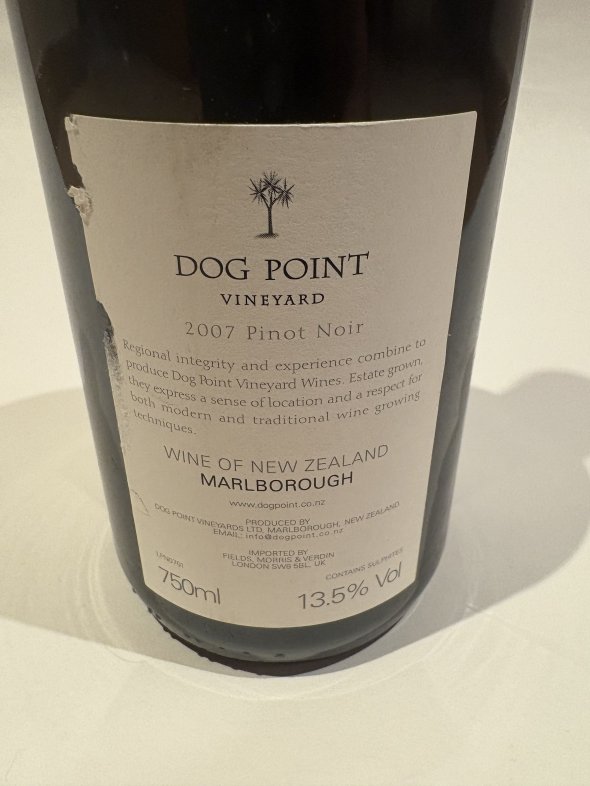 DOG POINT
VINEYARD
2007 Pinot Noir
Regional integrity and experience combine to
produce Dog Point Vineyard Wines. Estate grown,
they express a sense of location and a respect for
both modern and traditional wine growing
techniques.
WINE OF NEW ZEALAND
MARLBOROUGH
www.dogpoint.co.nz
PRODUCED BY
DOG POINT VINEYARDS LTD, MARLBOROUGH, NEW ZEALAND
EMAIL: info@dogpoint.co.nz
IMPORTED BY
FIELDS, MORRIS & VERDIN
LONDON SW6 5BL, UK
LPN0701
CONTAINS SULPHITES
750ml
13.5% Vol